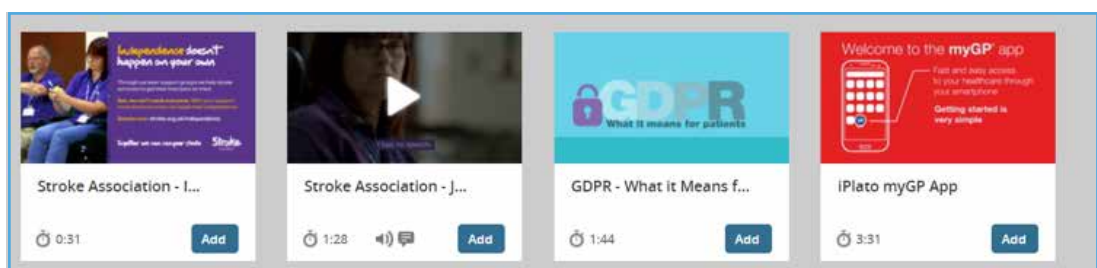 Independence doesn't
happen on your own
Together we can conquer stroke
Stroke
GDPR
What it means for patients
Welcome to the myGP app
Fast and easy access
to your healthcare through
your smartphone
Getting started is
very simple
Stroke Association - I...
Stroke Association - J...
GDPR - What it Means f...
iPlato myGP App
0:31
Add
1:28
Add
1:44
Add
3:31
Add